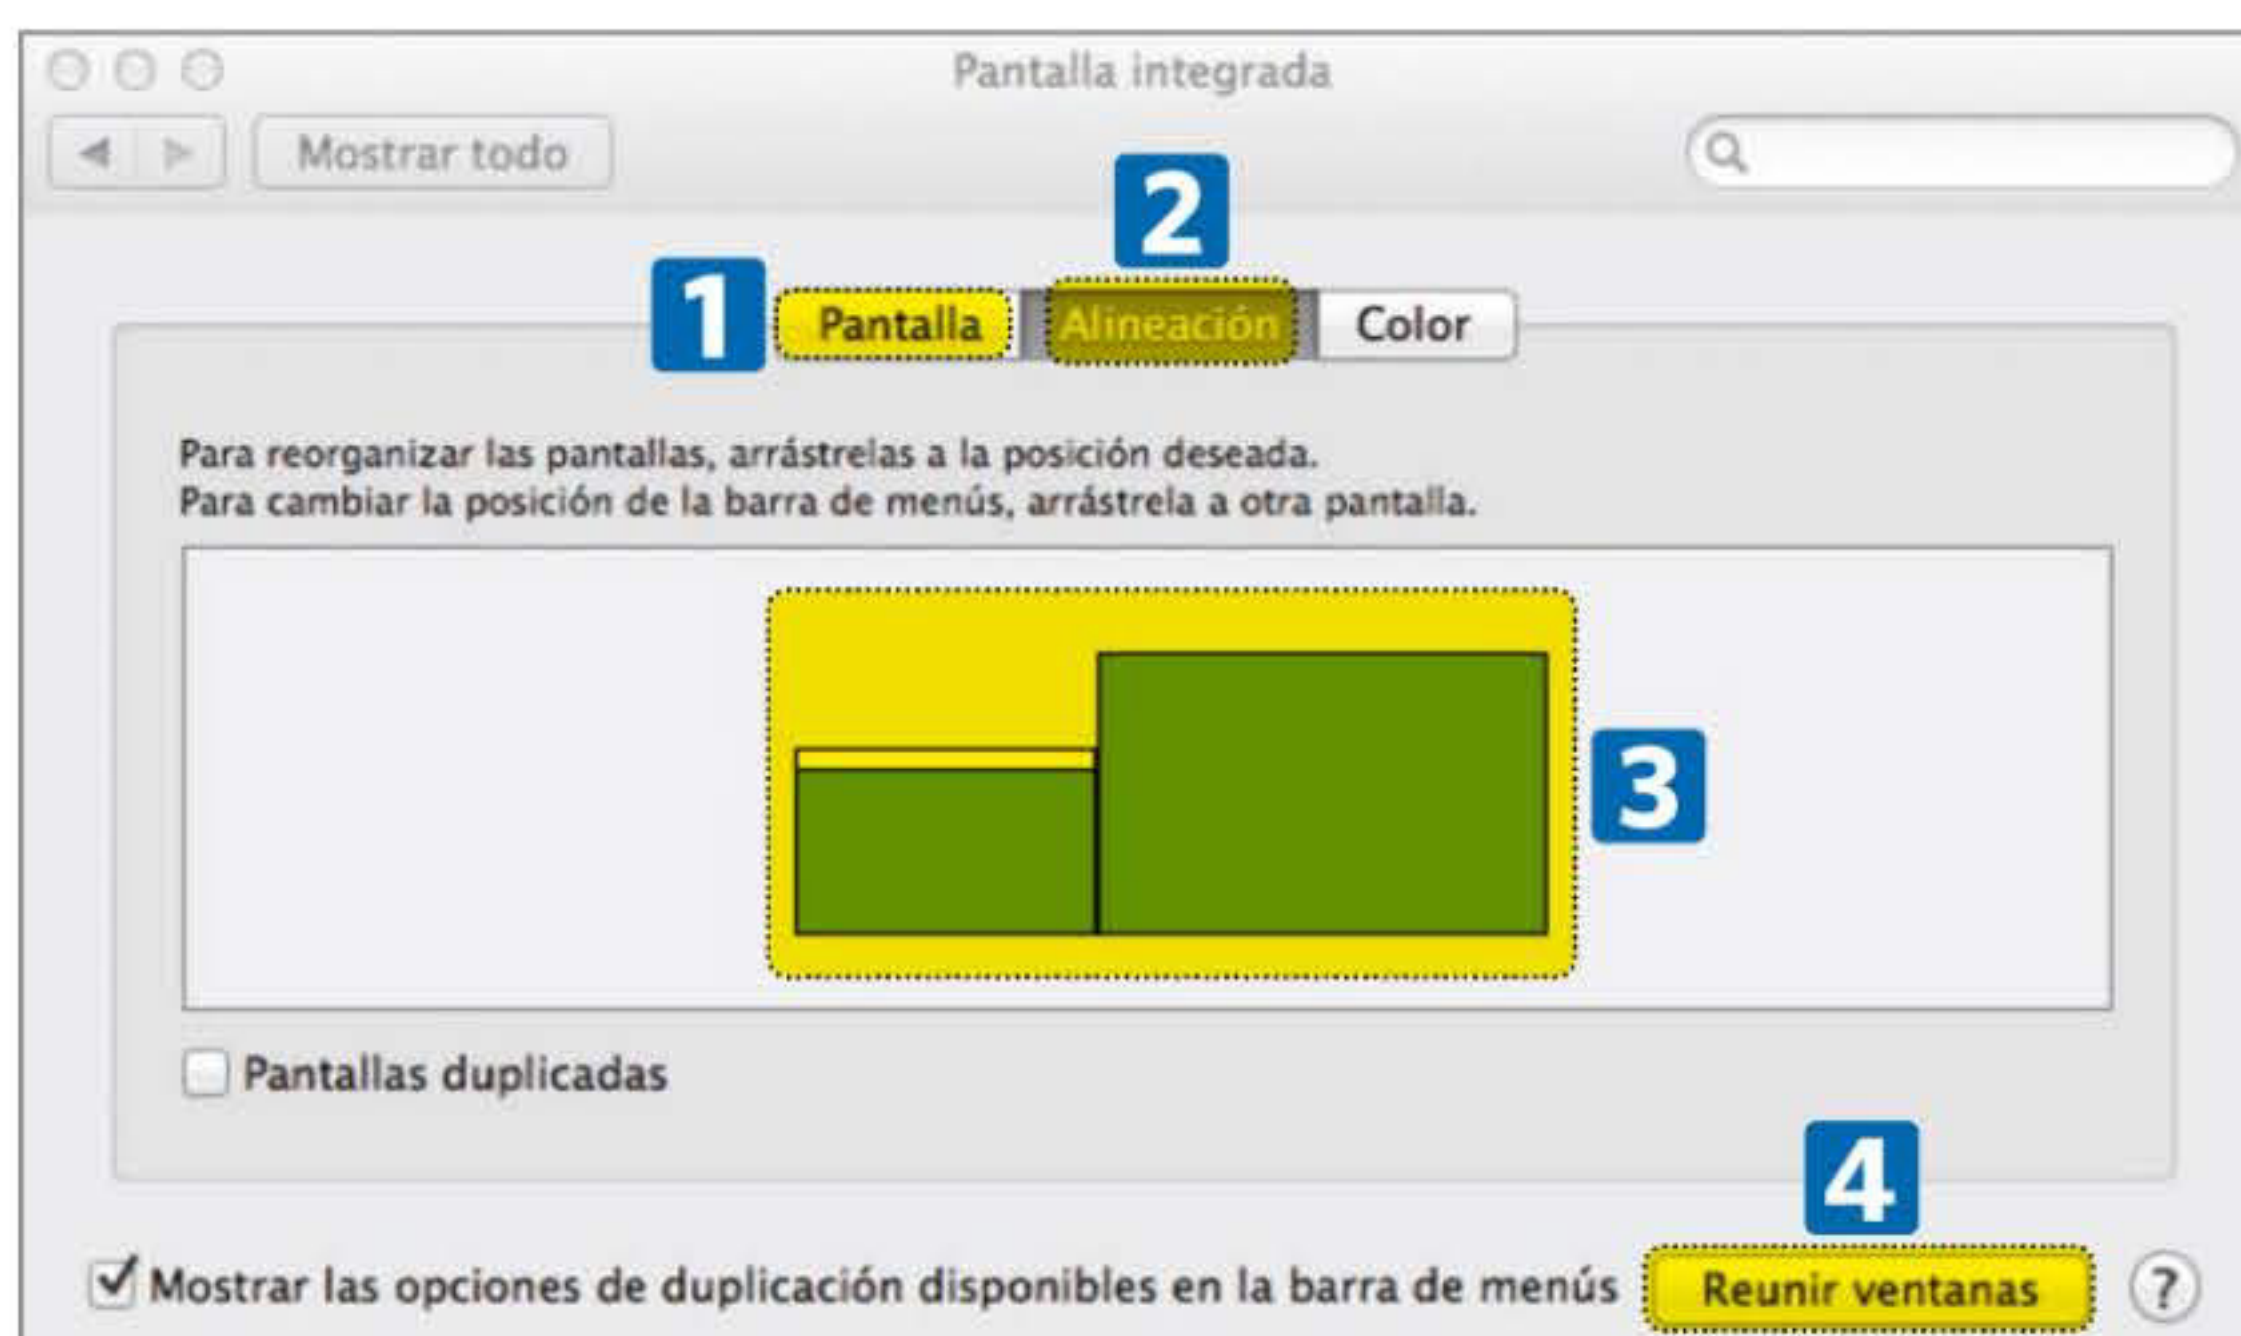 Pantalla integrada
Mostrar todo
2
1
Pantalla Alineación Color
Para reorganizar las pantallas, arrástrelas a la posición deseada.
Para cambiar la posición de la barra de menús, arrástrela a otra pantalla.
3
Pantallas duplicadas
4
Mostrar las opciones de duplicación disponibles en la barra de menús Reunir ventanas ?